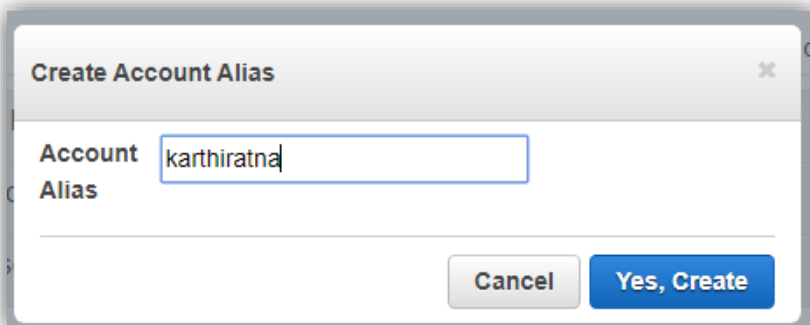 Create Account Alias
Account
Alias
karthiratna
Cancel
Yes, Create